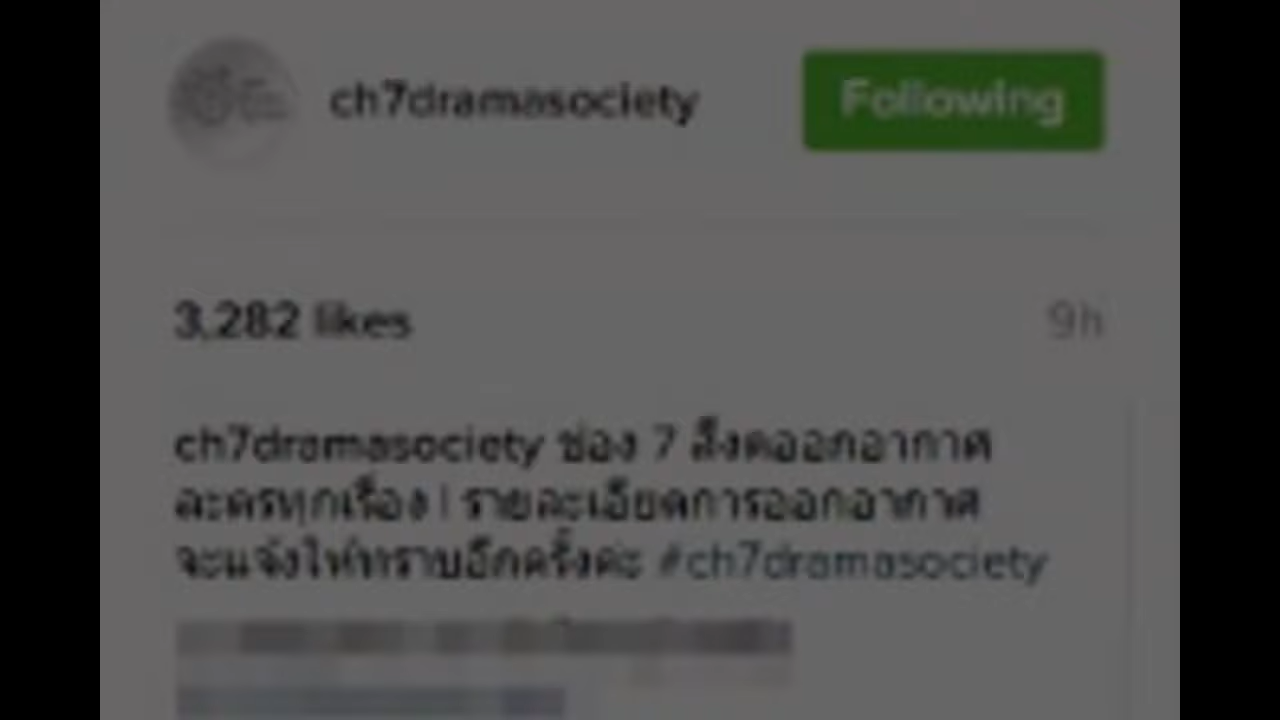 ch7dramasociety
Following
3,282 likes
9h
ch7dramasociety ช่อง 7 สั่งงดออกอากาศ
ละครทุกเรื่อง | รายละเอียดการออกอากาศ
จะแจ้งให้ทราบอีกครั้งค่ะ #ch7dramasociety